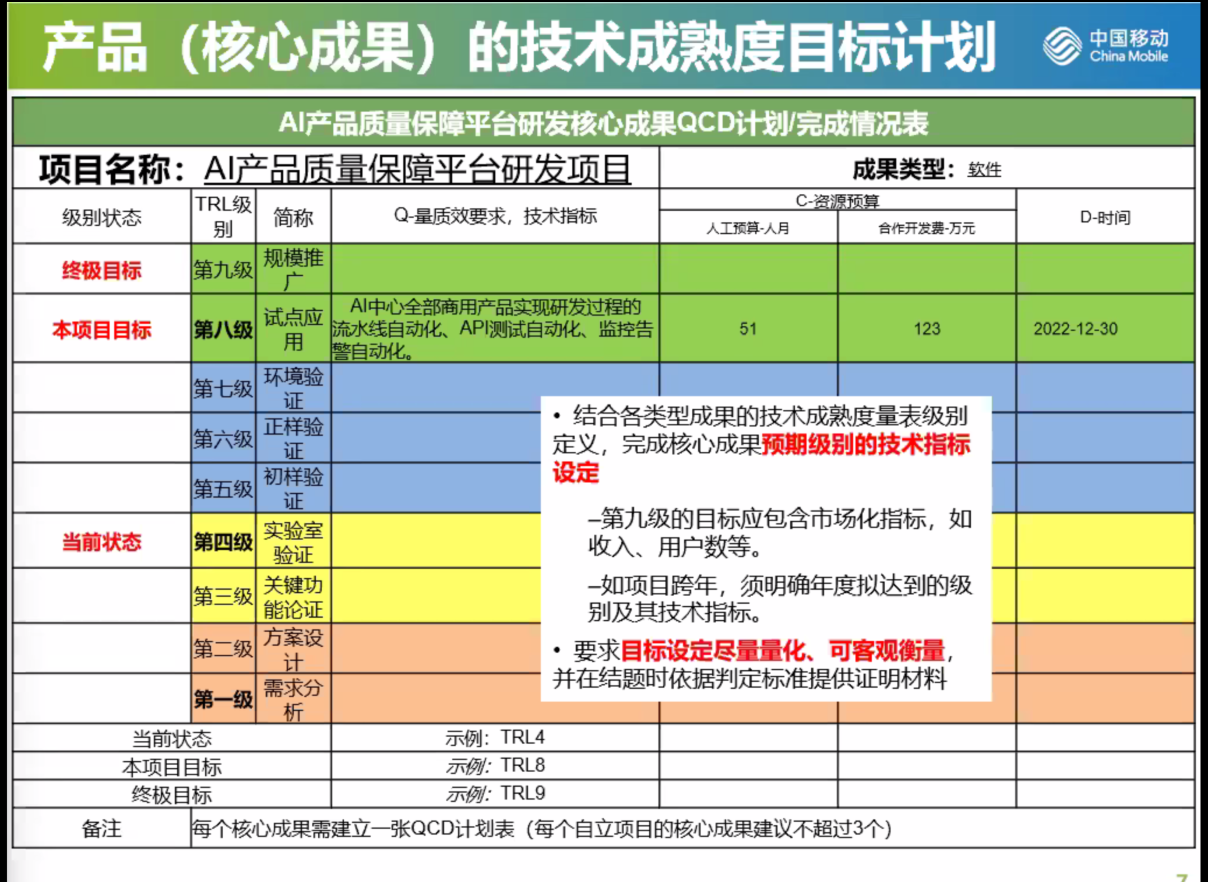 产品（核心成果）的技术成熟度目标计划
中国移动
China Mobile
AI产品质量保障平台研发核心成果QCD计划/完成情况表
项目名称：AI产品质量保障平台研发项目
成果类型：软件
级别状态
TRL级
别
简称
Q-量质效要求，技术指标
C-资源预算
人工预算-人月
合作开发费-万元
D-时间
终极目标
第九级
规模推
广
本项目目标
第八级
试点应
用
AI中心全部商用产品实现研发过程的
流水线自动化、API测试自动化、监控告
警自动化。
51
123
2022-12-30
第七级
环境验
证
第六级
正样验
证
第五级
初样验
证
当前状态
第四级
实验室
验证
第三级
关键功
能论证
第二级
方案设
计
第一级
需求分
析
• 结合各类型成果的技术成熟度量表级别
定义，完成核心成果预期级别的技术指标
设定
–第九级的目标应包含市场化指标，如
收入、用户数等。
–如项目跨年，须明确年度拟达到的级
别及其技术指标。
• 要求目标设定尽量量化、可客观衡量，
并在结题时依据判定标准提供证明材料
当前状态
示例：TRL4
本项目目标
示例：TRL8
终极目标
示例：TRL9
备注
每个核心成果需建立一张QCD计划表（每个自立项目的核心成果建议不超过3个）
7